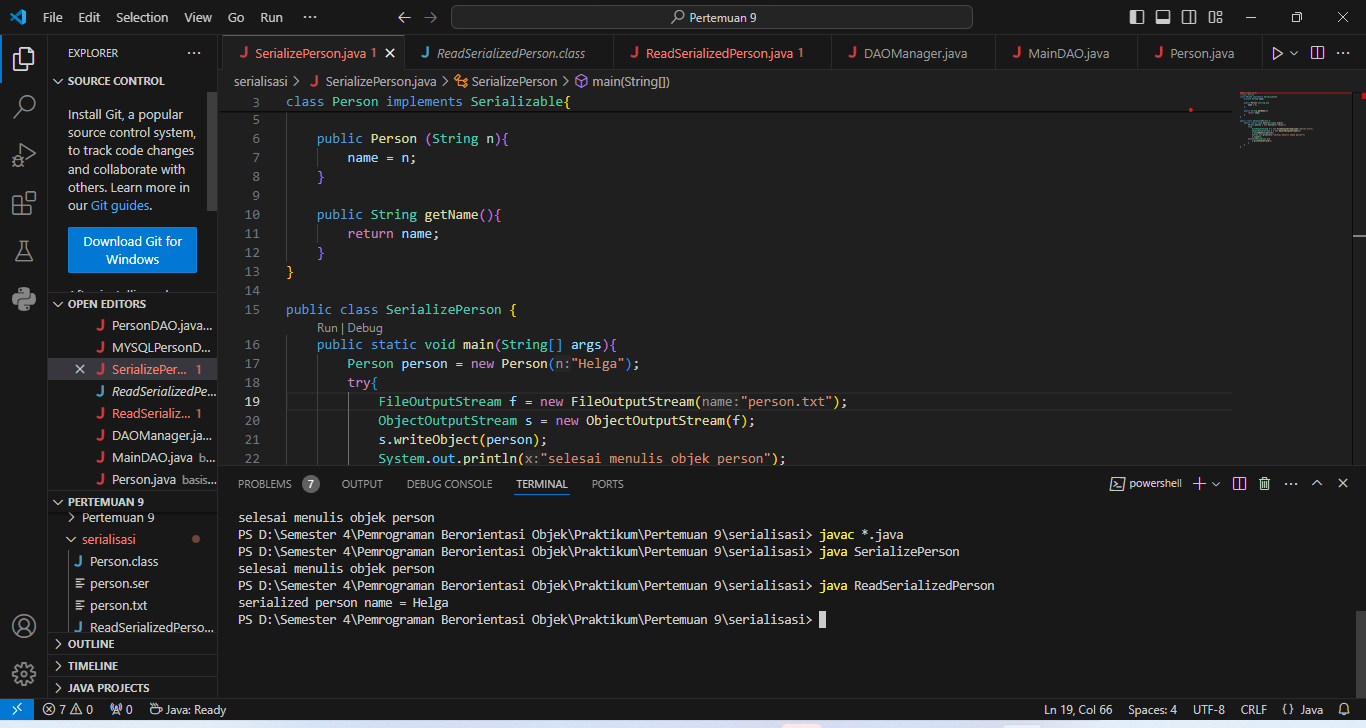 File Edit Selection View Go Run ··· Pertemuan 9
EXPLORER ···
SOURCE CONTROL
Install Git, a popular
source control system,
to track code changes
and collaborate with
others. Learn more in
our Git guides.
Download Git for
Windows
OPEN EDITORS
PersonDAO.java...
MYSQLPersonD...
SerializePer... 1
ReadSerializedPe...
ReadSerializ... 1
DAOManager.ja...
MainDAO.java b...
Person.java basis...
PERTEMUAN 9
Pertemuan 9
serialisasi
Person.class
person.ser
person.txt
ReadSerializedPerso...
OUTLINE
TIMELINE
JAVA PROJECTS
SerializePerson.java 1 ReadSerializedPerson.class ReadSerializedPerson.java 1 DAOManager.java MainDAO.java Person.java
serialisasi > SerializePerson.java > SerializePerson > main(String[])
3 class Person implements Serializable{
5
6 public Person (String n){
7 name = n;
8 }
9
10 public String getName(){
11 return name;
12 }
13 }
14
15 public class SerializePerson {
Run | Debug
16 public static void main(String[] args){
17 Person person = new Person(n:"Helga");
18 try{
19 FileOutputStream f = new FileOutputStream(name:"person.txt");
20 ObjectOutputStream s = new ObjectOutputStream(f);
21 s.writeObject(person);
22 System.out.println(x:"selesai menulis objek person");
PROBLEMS 7 OUTPUT DEBUG CONSOLE TERMINAL PORTS powershell
selesai menulis objek person
PS D:\Semester 4\Pemrograman Berorientasi Objek\Praktikum\Pertemuan 9\serialisasi> javac *.java
PS D:\Semester 4\Pemrograman Berorientasi Objek\Praktikum\Pertemuan 9\serialisasi> java SerializePerson
selesai menulis objek person
PS D:\Semester 4\Pemrograman Berorientasi Objek\Praktikum\Pertemuan 9\serialisasi> java ReadSerializedPerson
serialized person name = Helga
PS D:\Semester 4\Pemrograman Berorientasi Objek\Praktikum\Pertemuan 9\serialisasi>
7 0 0 Java: Ready Ln 19, Col 66 Spaces: 4 UTF-8 CRLF {} Java